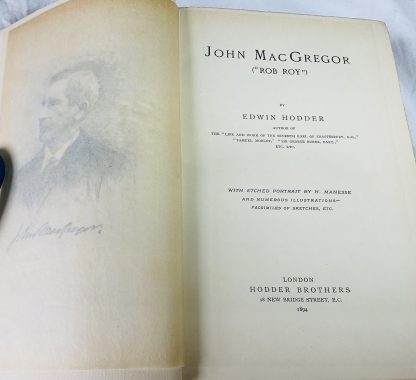 John MacGregor
JOHN MACGREGOR
("ROB ROY")
BY
EDWIN HODDER
AUTHOR OF
THE "LIFE AND WORK OF THE SEVENTH EARL OF SHAFTESBURY, K.G.,"
"SAMUEL MORLEY," "SIR GEORGE BURNS, BART.,"
ETC. ETC.
WITH ETCHED PORTRAIT BY H. MANESSE
AND NUMEROUS ILLUSTRATIONS—
FACSIMILES OF SKETCHES, ETC.
LONDON
HODDER BROTHERS
18 NEW BRIDGE STREET, E.C.
1894